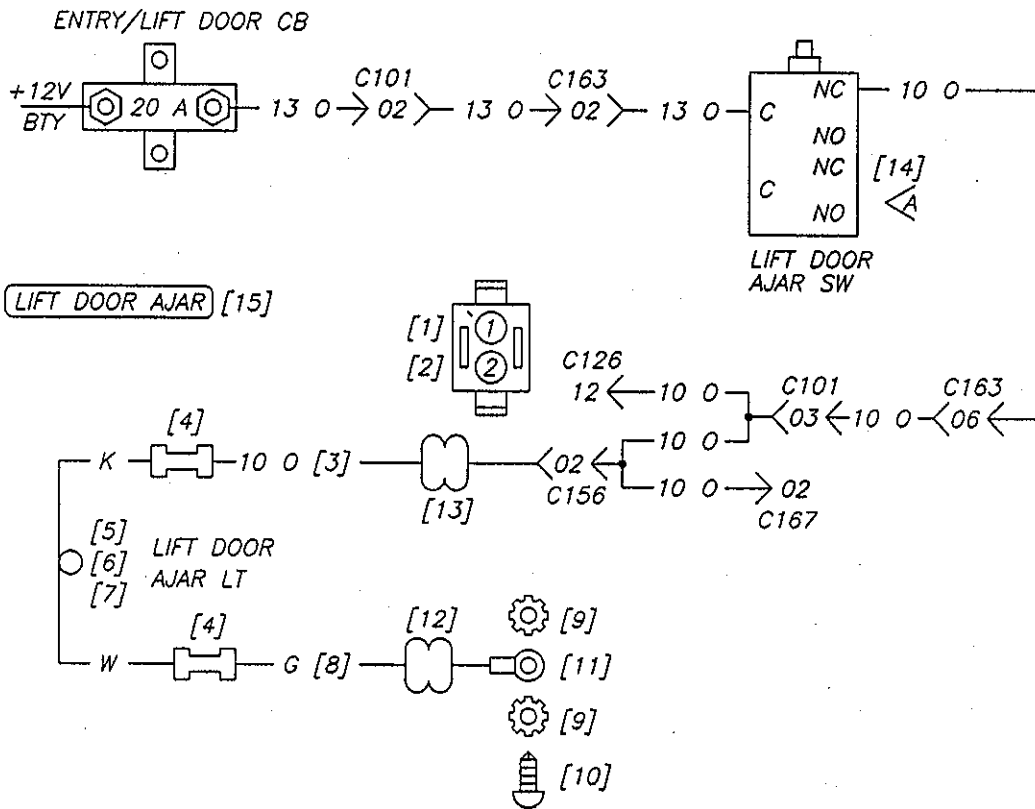 ENTRY/LIFT DOOR CB
+12V
BTY
20 A
13 O
C101
02
13 O
C163
02
13 O
C
NC
10 O
NO
NC
C
NO
[14]
A
LIFT DOOR
AJAR SW
LIFT DOOR AJAR [15]
[1]
1
[2]
2
C126
12
10 O
C101
03
10 O
C163
06
[4]
K
10 O [3]
[13]
02
C156
10 O
10 O
02
C167
[5]
[6]
[7]
LIFT DOOR
AJAR LT
[4]
W
G [8]
[12]
[9]
[11]
[9]
[10]